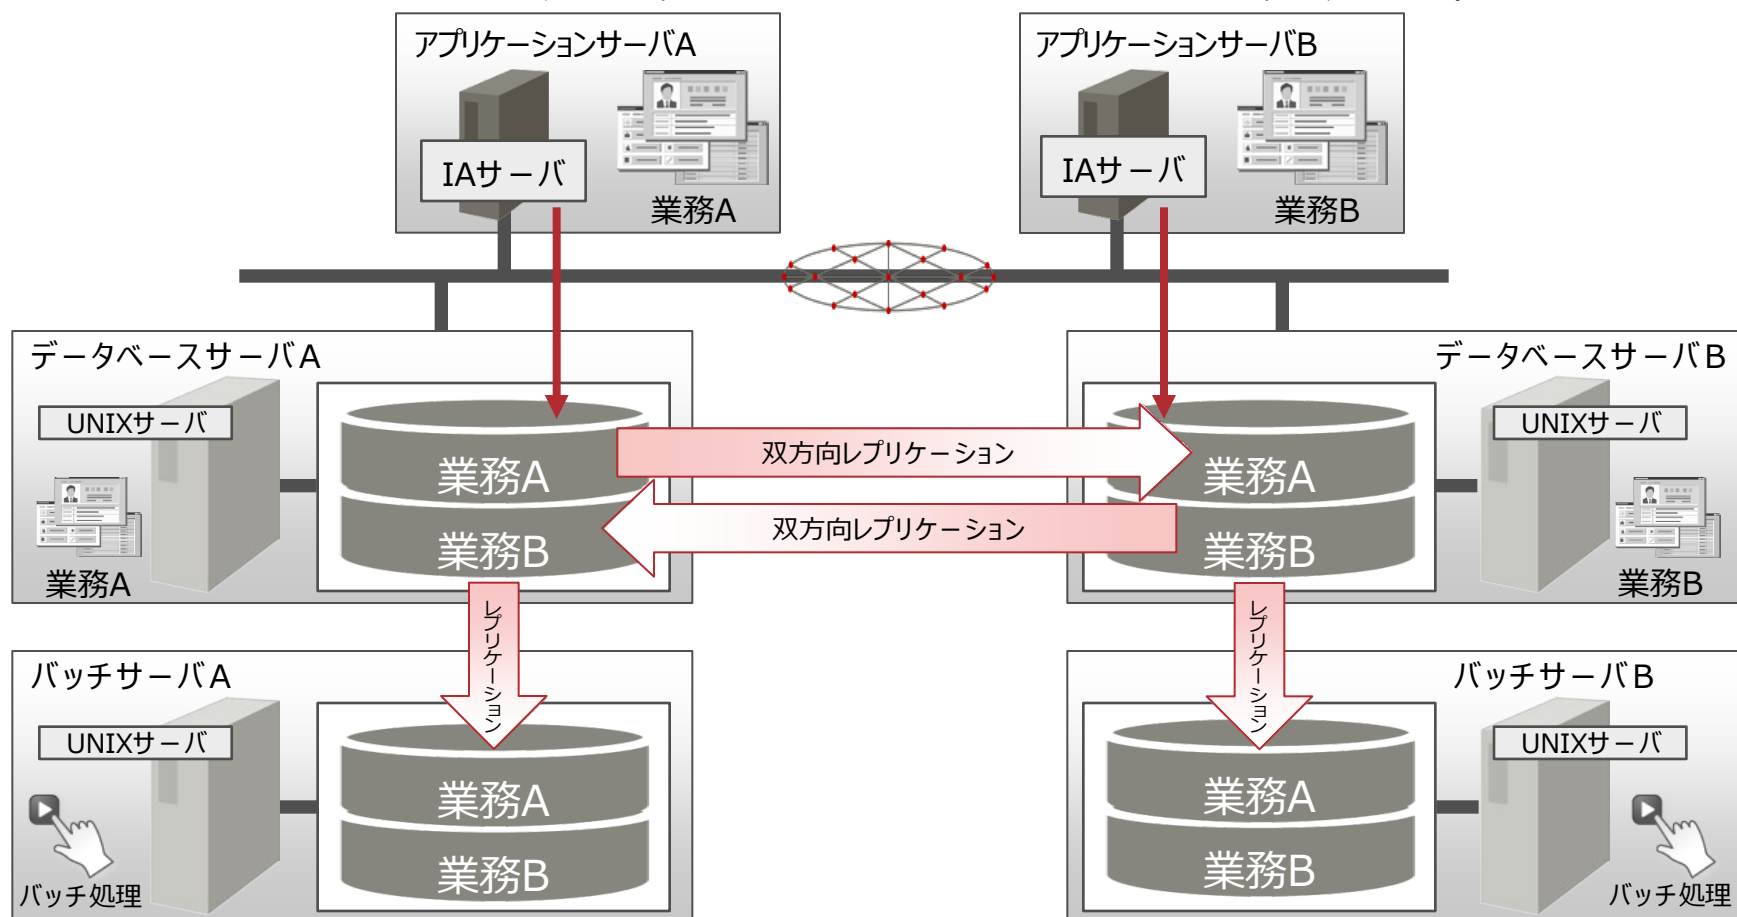 アプリケーションサーバA
IAサーバ
業務A
アプリケーションサーバB
IAサーバ
業務B
データベースサーバA
UNIXサーバ
業務A
業務A
業務B
双方向レプリケーション
双方向レプリケーション
データベースサーバB
業務A
業務B
UNIXサーバ
業務B
レプリケーション
レプリケーション
バッチサーバA
UNIXサーバ
バッチ処理
業務A
業務B
バッチサーバB
業務A
業務B
UNIXサーバ
バッチ処理